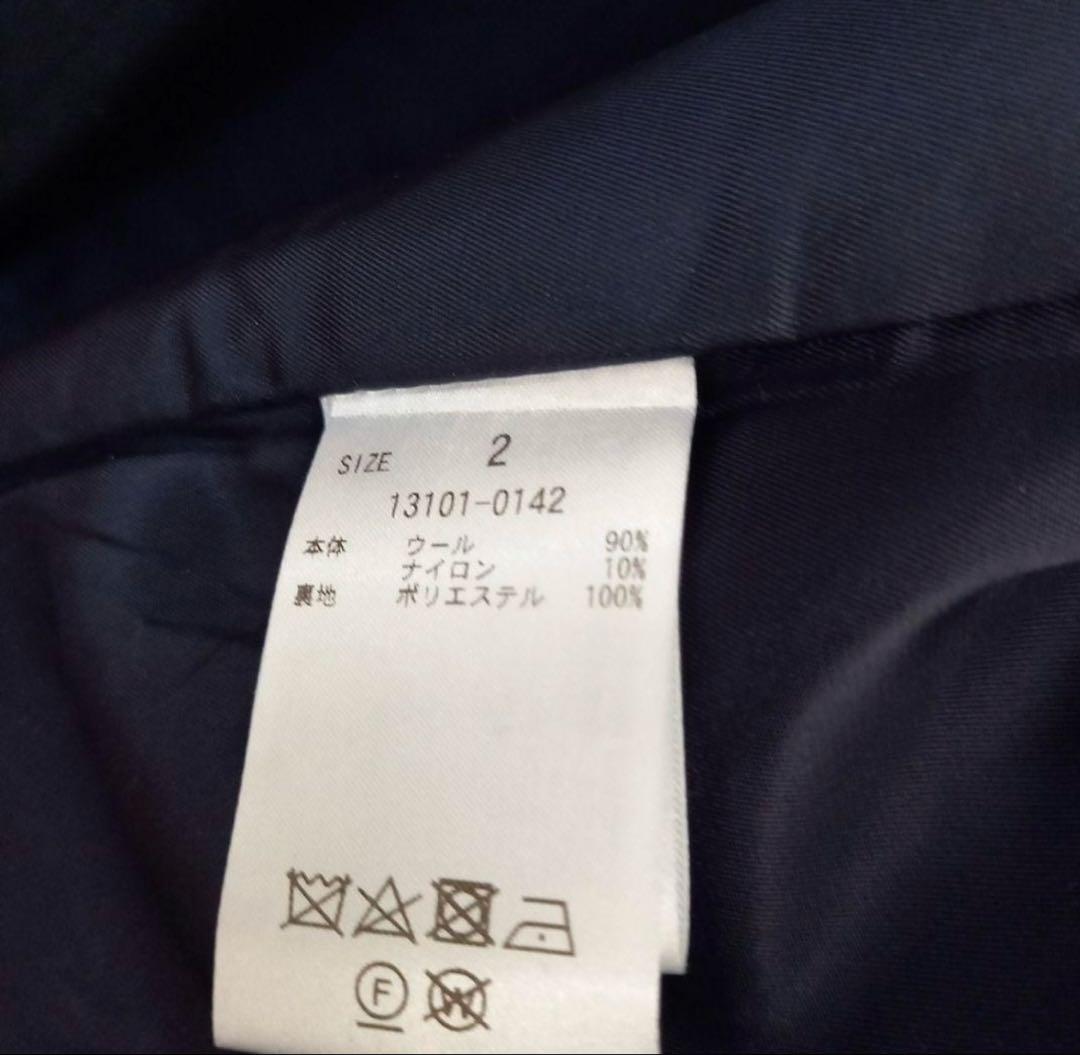 SIZE 2
13101-0142
本体 ウール 90%
ナイロン 10%
裏地 ポリエステル 100%
F W